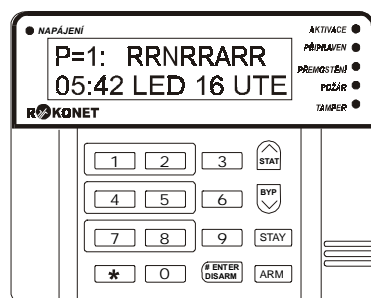 NAPÁJENÍ
AKTIVACE
PŘIPRAVEN
PŘEMOSTĚNÍ
POŽÁR
TAMPER
P=1: RRNRRARR
05:42 LED 16 UTE
ROKONET
1 2 3 STAT
4 5 6 BYP
7 8 9 STAY
* 0 # ENTER DISARM ARM